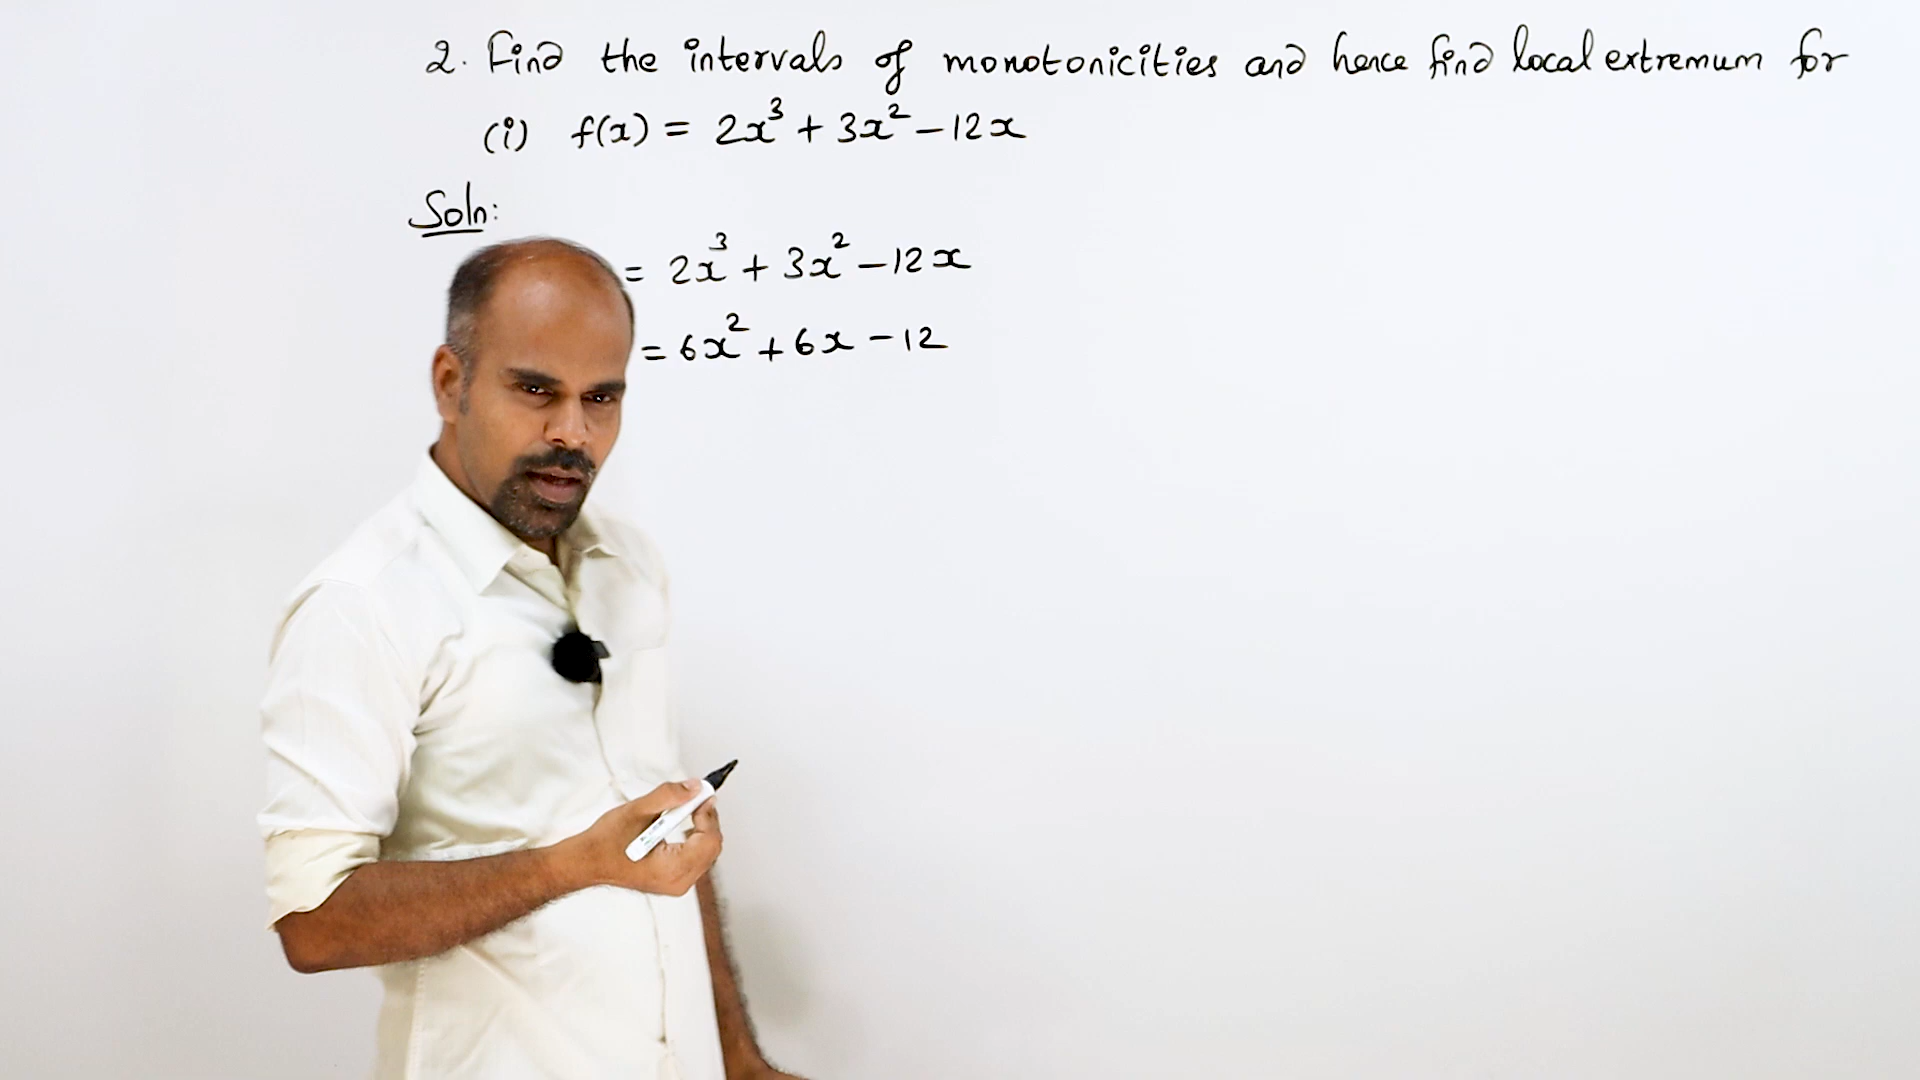 2. Find the intervals of monotonicities and hence find local extremum for
(i) f(x) = 2x³ + 3x² - 12x
Soln:
= 2x³ + 3x² - 12x
= 6x² + 6x - 12